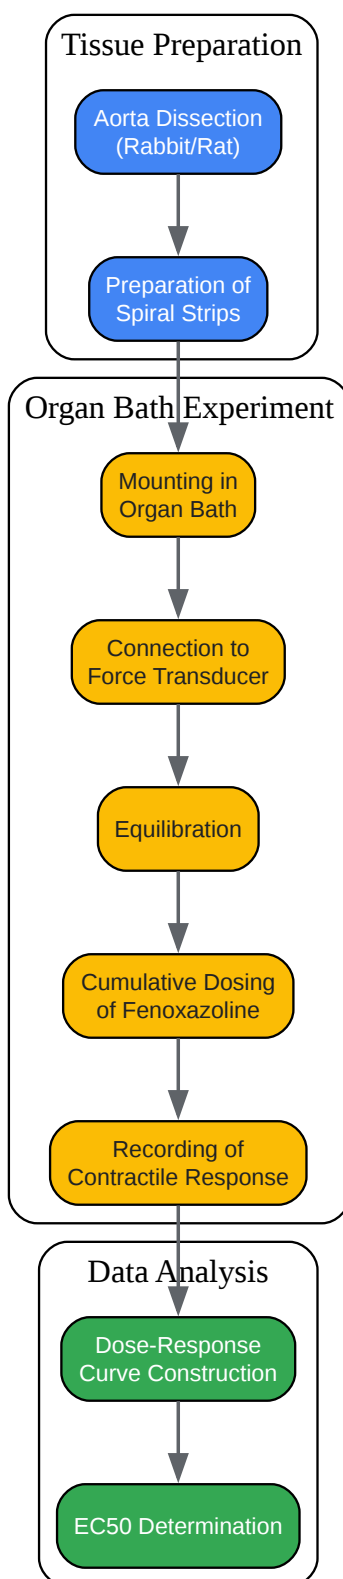 Tissue Preparation
Aorta Dissection
(Rabbit/Rat)
Preparation of
Spiral Strips
Organ Bath Experiment
Mounting in
Organ Bath
Connection to
Force Transducer
Equilibration
Cumulative Dosing
of Fenoxazoline
Recording of
Contractile Response
Data Analysis
Dose-Response
Curve Construction
EC50 Determination